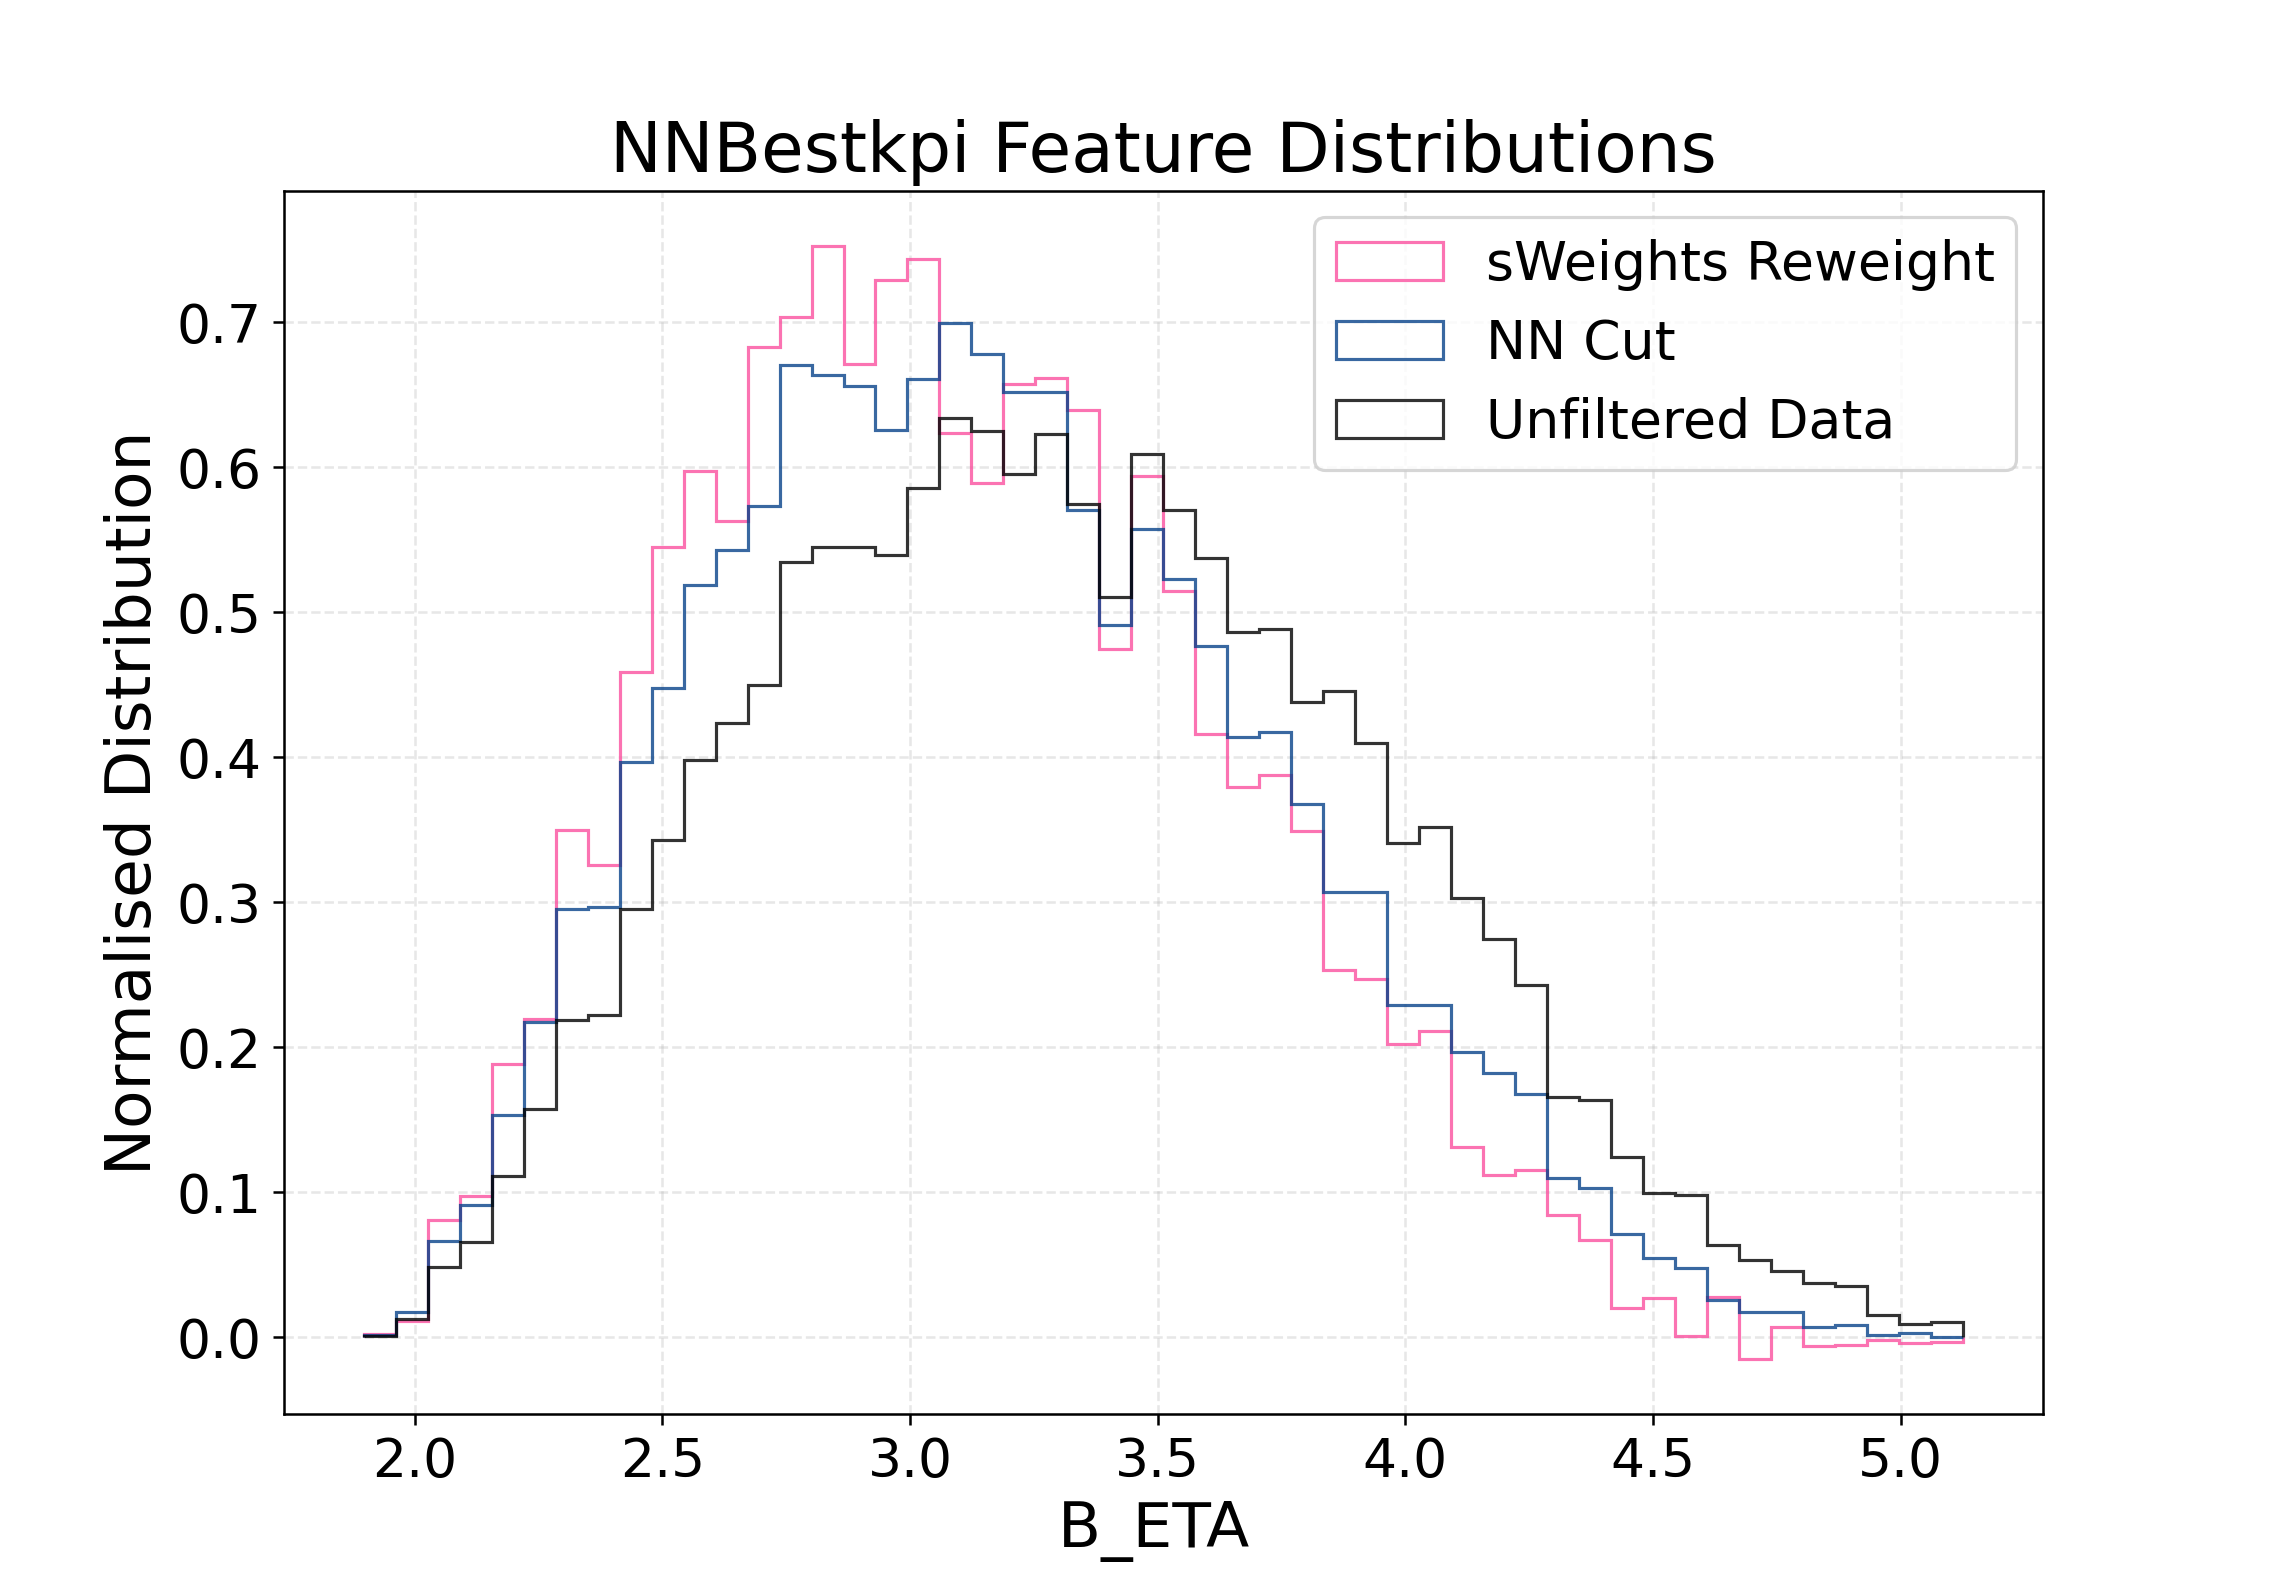 NNBestkpi Feature Distributions
sWeights Reweight
NN Cut
Unfiltered Data
Normalised Distribution
0.7
0.6
0.5
0.4
0.3
0.2
0.1
0.0
2.0 2.5 3.0 3.5 4.0 4.5 5.0
B_ETA